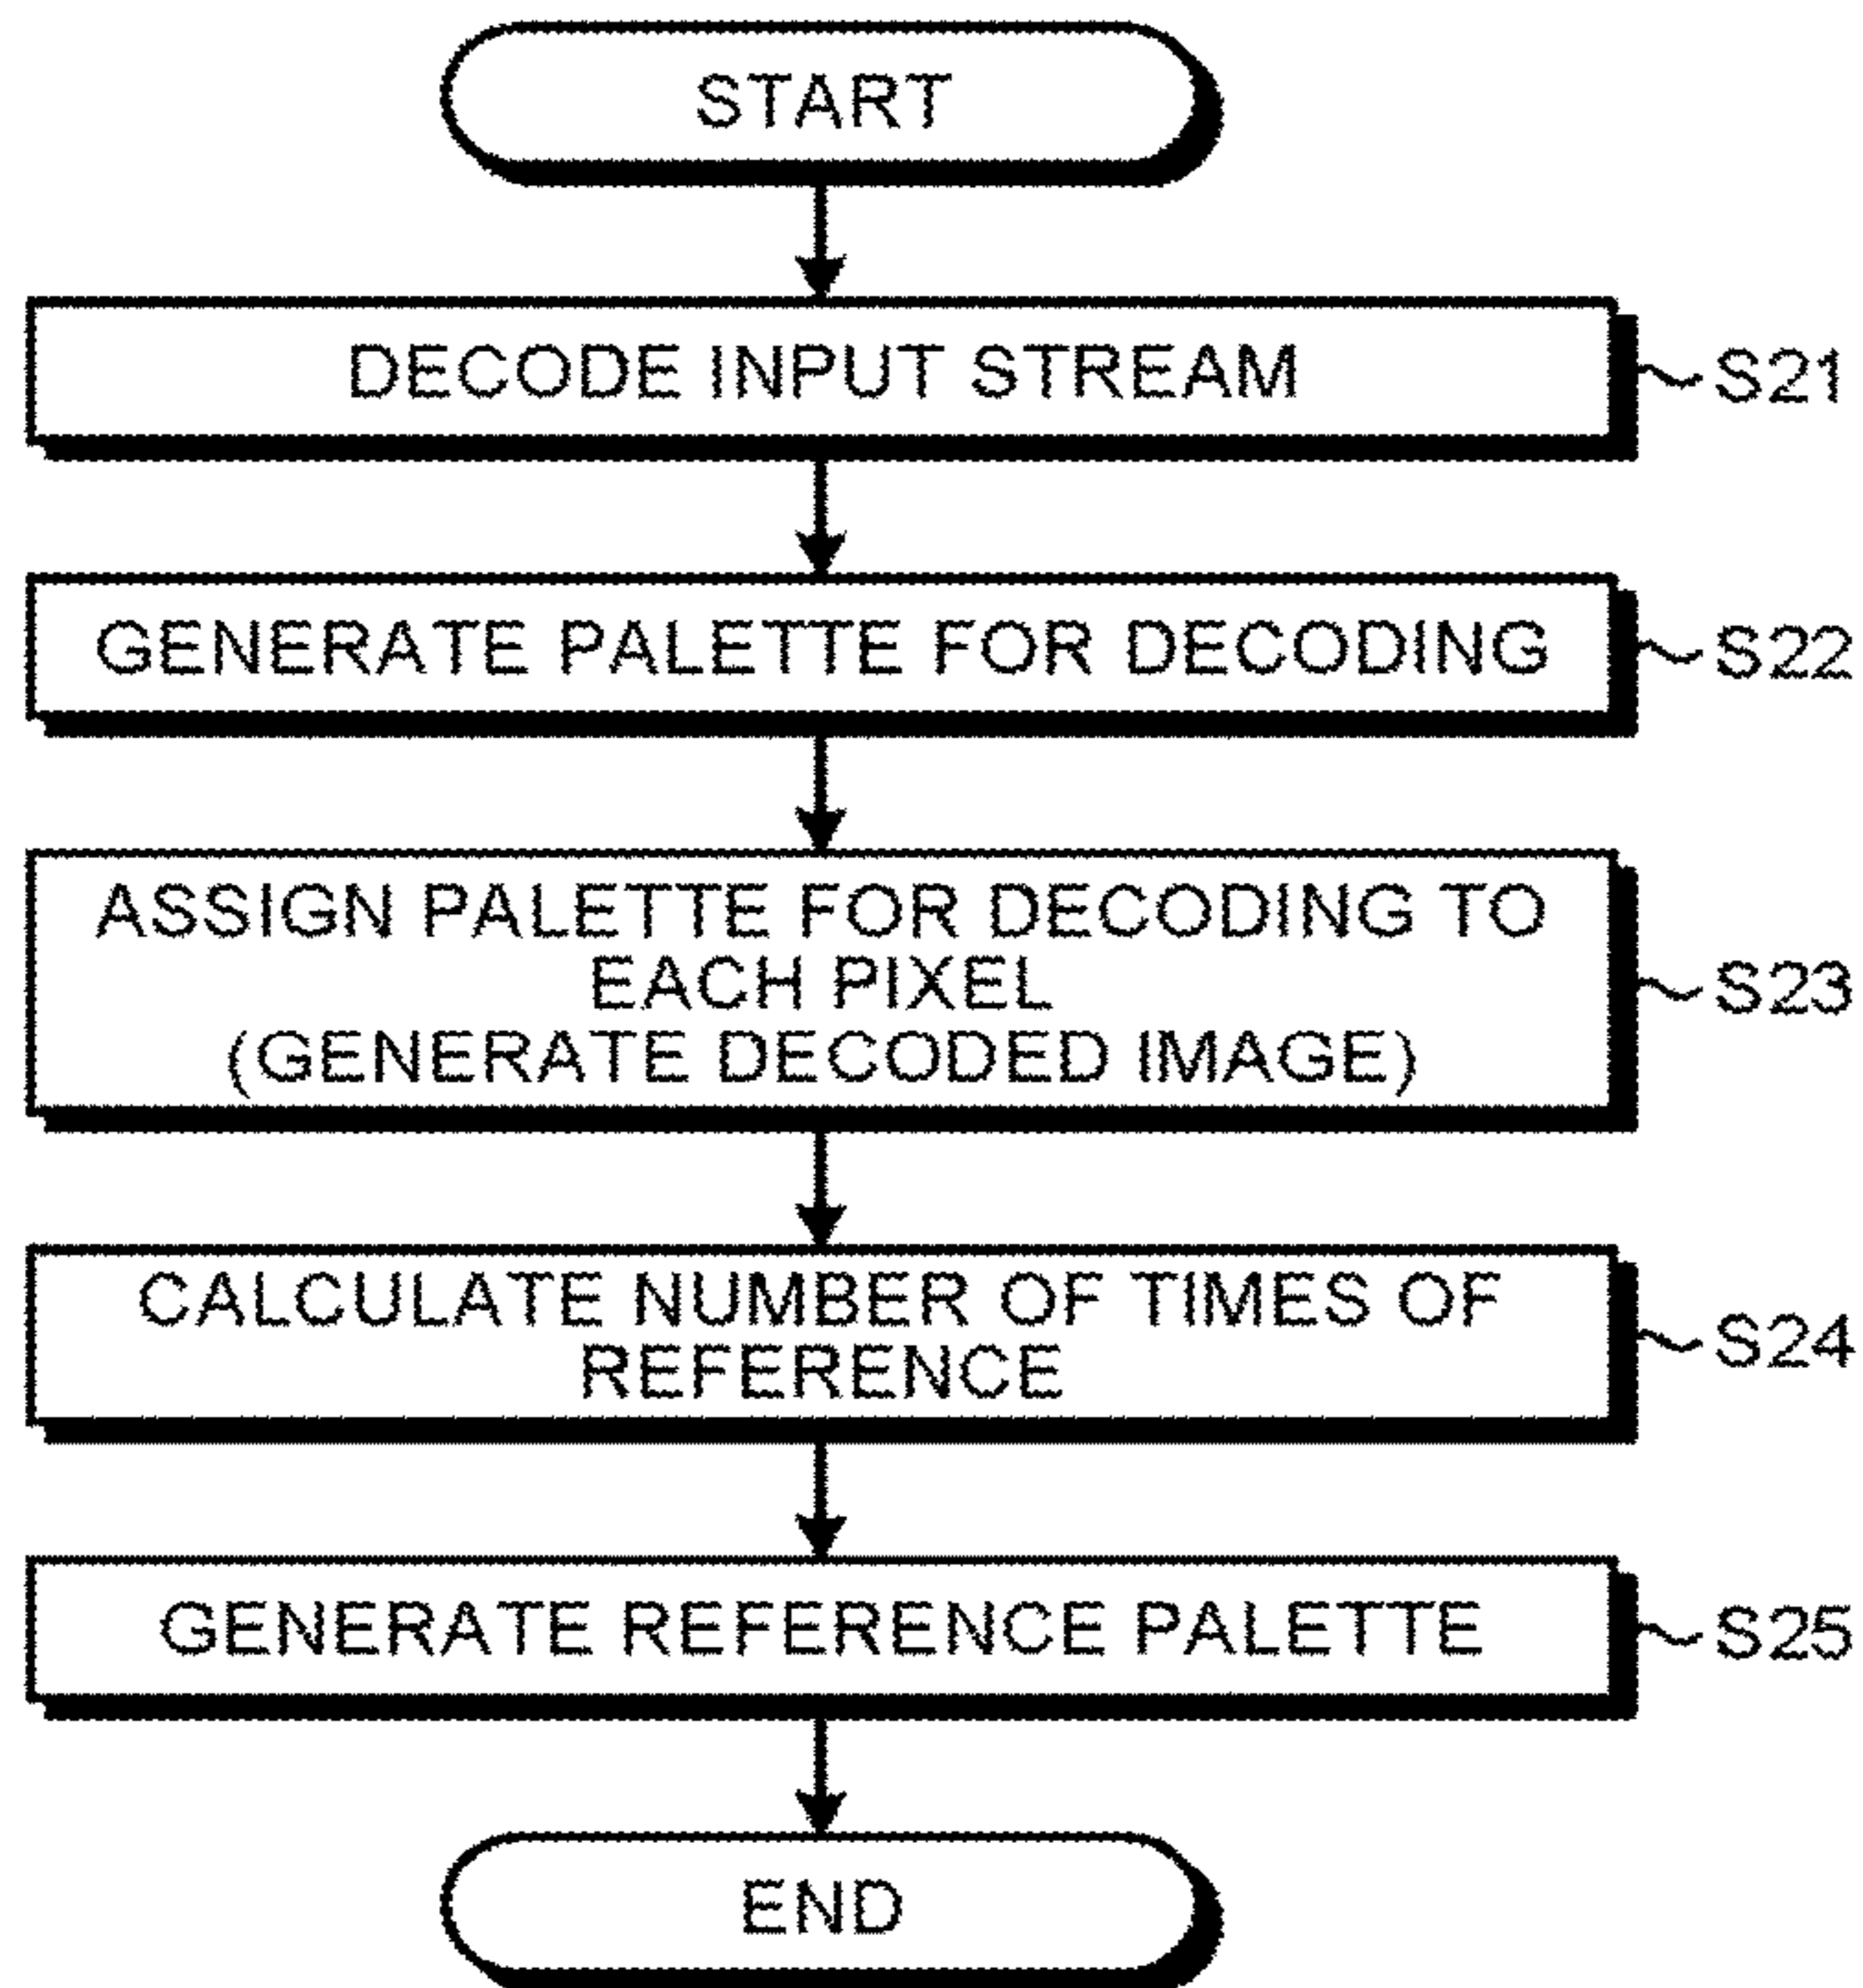 START
DECODE INPUT STREAM
S21
GENERATE PALETTE FOR DECODING
S22
ASSIGN PALETTE FOR DECODING TO
EACH PIXEL
(GENERATE DECODED IMAGE)
S23
CALCULATE NUMBER OF TIMES OF
REFERENCE
S24
GENERATE REFERENCE PALETTE
S25
END